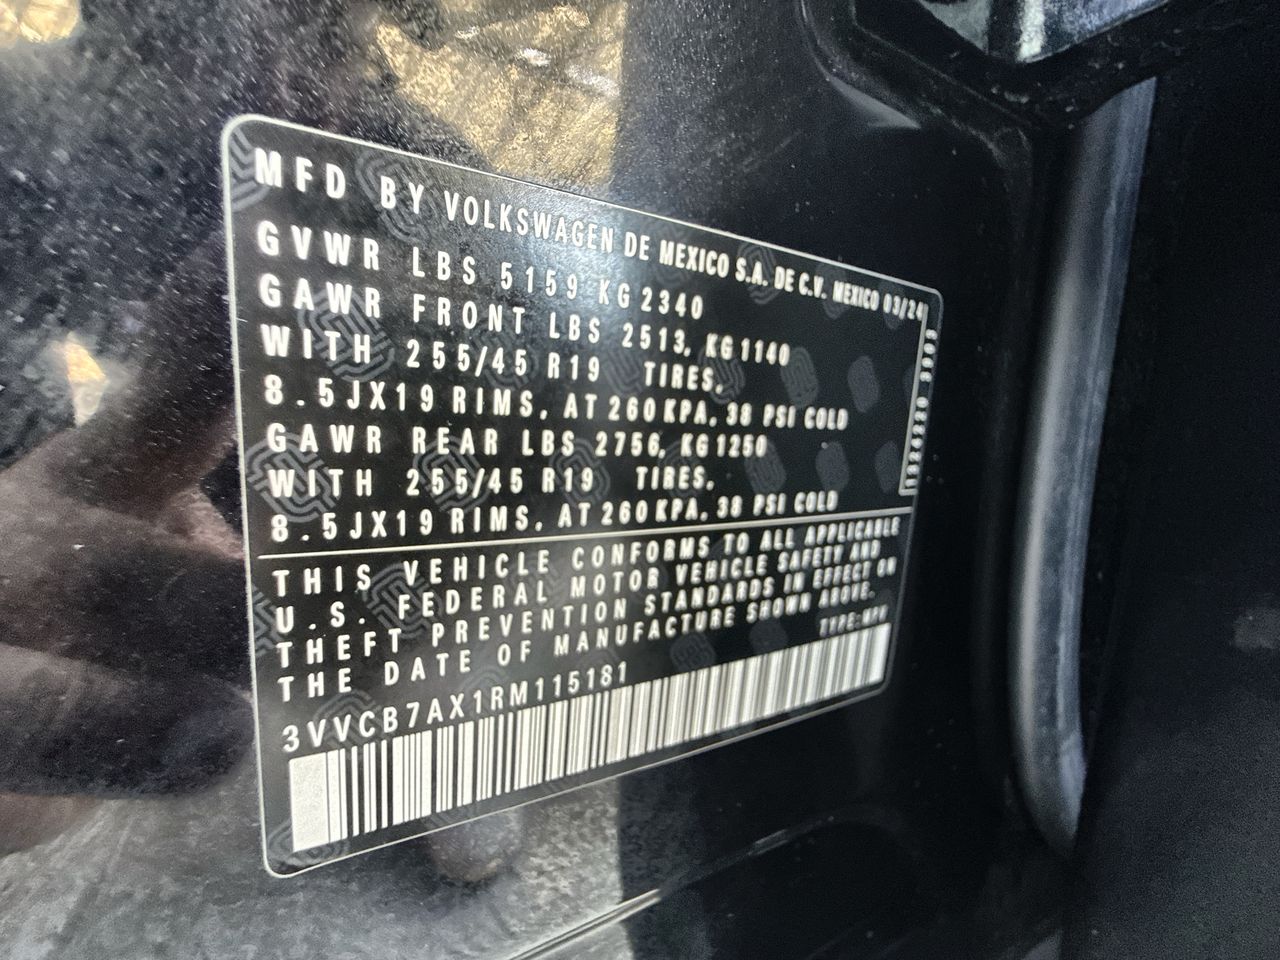 MFD BY VOLKSWAGEN DE MEXICO S.A. DE C.V. MEXICO 03/24
GVWR LBS 5159 KG 2340
GAWR FRONT LBS 2513, KG 1140
WITH 255/45 R19 TIRES,
8.5JX19 RIMS, AT 260 KPA, 38 PSI COLD
GAWR REAR LBS 2756, KG 1250
WITH 255/45 R19 TIRES,
8.5JX19 RIMS, AT 260 KPA, 38 PSI COLD
THIS VEHICLE CONFORMS TO ALL APPLICABLE
U.S. FEDERAL MOTOR VEHICLE SAFETY AND
THEFT PREVENTION STANDARDS IN EFFECT ON
THE DATE OF MANUFACTURE SHOWN ABOVE.
TYPE: MPV
3VVCB7AX1RM115181